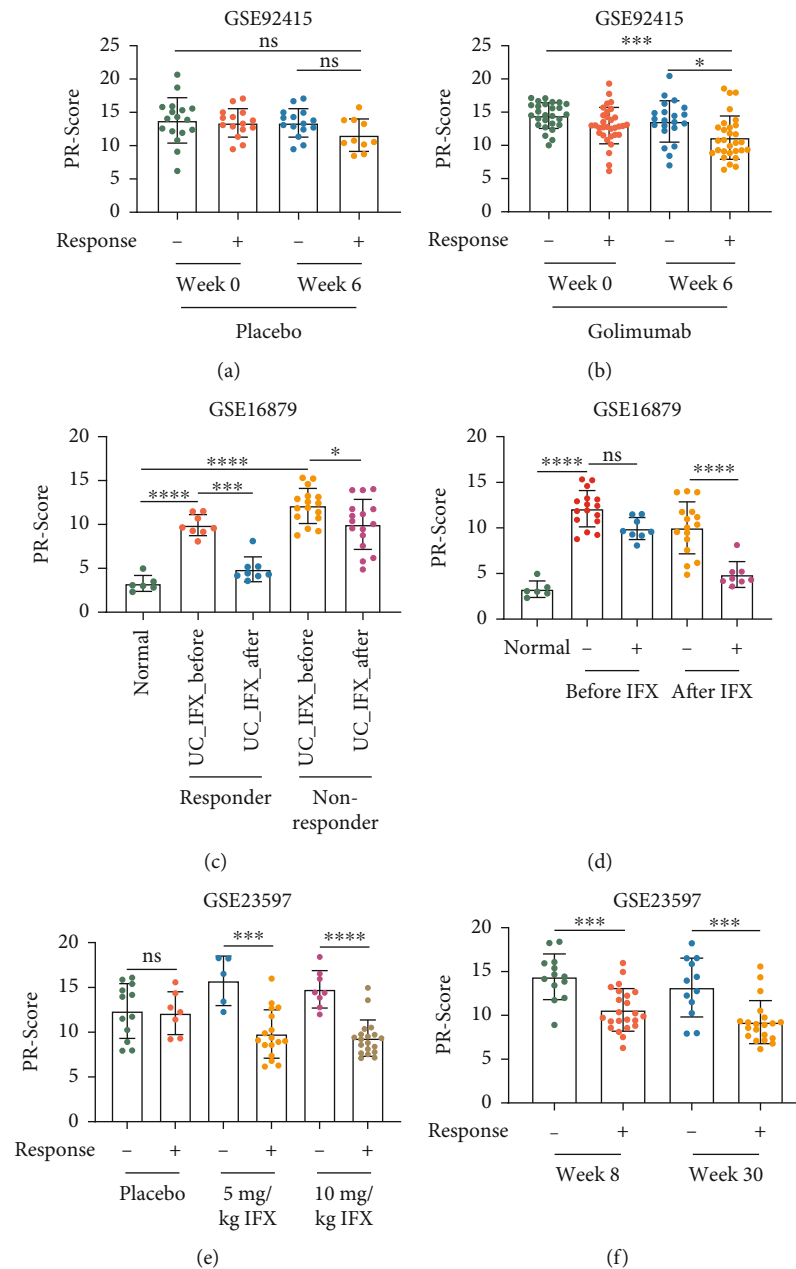 GSE92415
ns
ns
25
20
15
10
5
0
PR-Score
Response
– + – +
Week 0 Week 6
Placebo
(a)
GSE92415
***
*
25
20
15
10
5
0
PR-Score
Response
– + – +
Week 0 Week 6
Golimumab
(b)
GSE16879
****
*
**** ***
20
15
10
5
0
PR-Score
Normal
UC_IFX_before
UC_IFX_after
UC_IFX_before
UC_IFX_after
Responder
Non-
responder
(c)
GSE16879
**** ns ****
20
15
10
5
0
PR-Score
Normal – + – +
Before IFX After IFX
(d)
GSE23597
ns *** ****
20
15
10
5
0
PR-Score
Response – + – + – +
Placebo 5 mg/ 10 mg/
kg IFX kg IFX
(e)
GSE23597
*** ***
20
15
10
5
0
PR-Score
Response – + – +
Week 8 Week 30
(f)